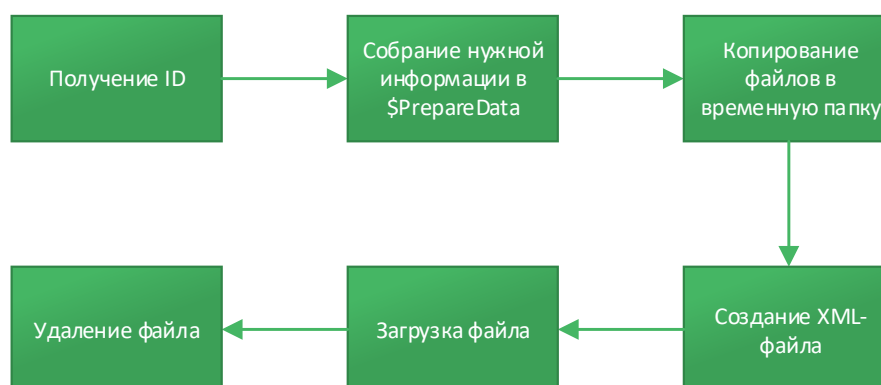 Получение ID
Собрание нужной
информации в
$PrepareData
Копирование
файлов в
временную папку
Создание XML-
файла
Загрузка файла
Удаление файла